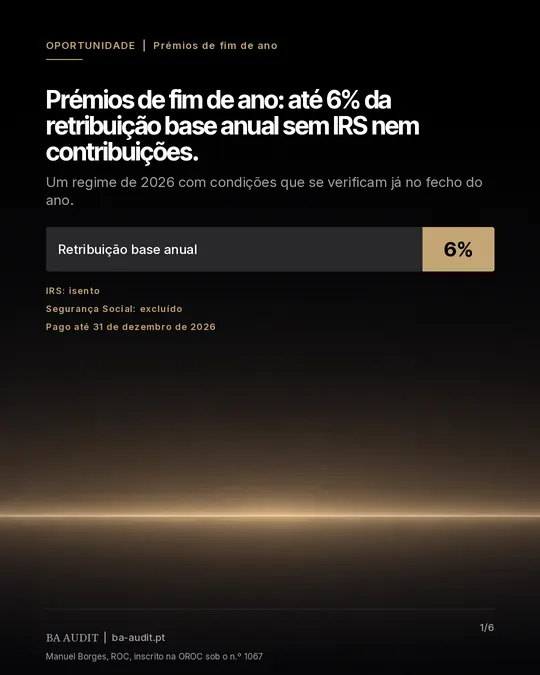 OPORTUNIDADE | Prémios de fim de ano
Prémios de fim de ano: até 6% da
retribuição base anual sem IRS nem
contribuições.
Um regime de 2026 com condições que se verificam já no fecho do
ano.
Retribuição base anual
6%
IRS: isento
Segurança Social: excluído
Pago até 31 de dezembro de 2026
1/6
BA AUDIT | ba-audit.pt
Manuel Borges, ROC, inscrito na OROC sob o n.º 1067